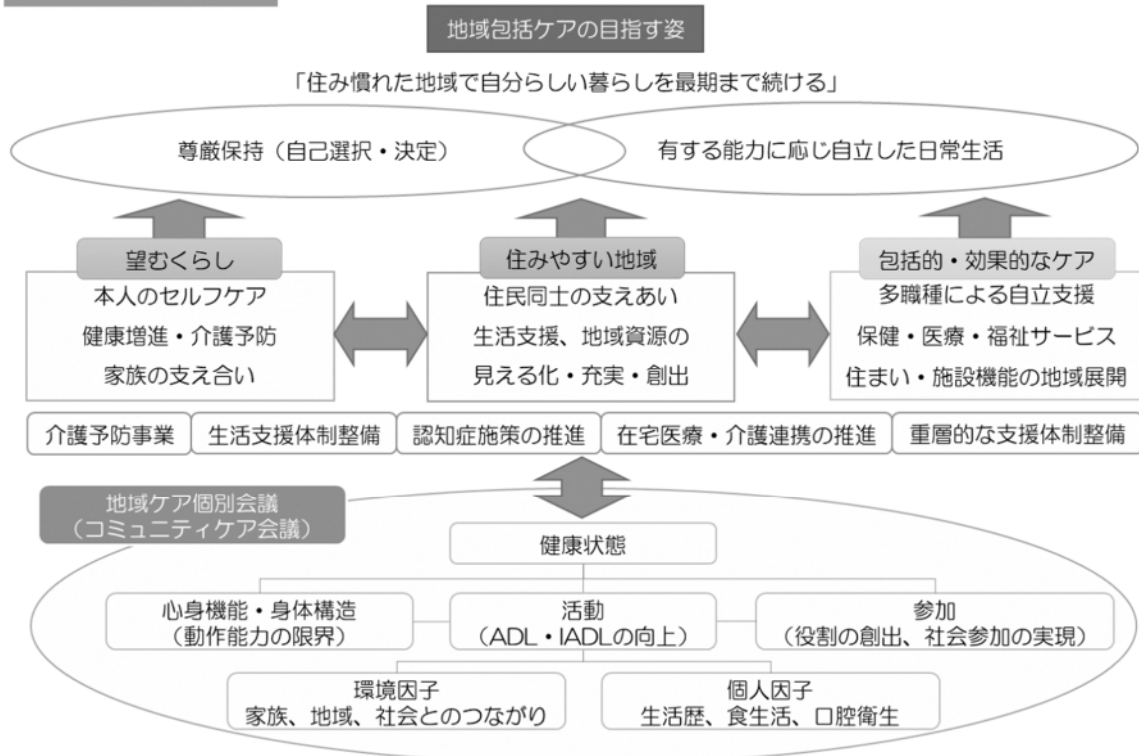 地域包括ケアの目指す姿
「住み慣れた地域で自分らしい暮らしを最期まで続ける」
尊厳保持（自己選択・決定）
有する能力に応じ自立した日常生活
望むくらし
本人のセルフケア
健康増進・介護予防
家族の支え合い
住みやすい地域
住民同士の支えあい
生活支援、地域資源の
見える化・充実・創出
包括的・効果的なケア
多職種による自立支援
保健・医療・福祉サービス
住まい・施設機能の地域展開
介護予防事業
生活支援体制整備
認知症施策の推進
在宅医療・介護連携の推進
重層的な支援体制整備
地域ケア個別会議
（コミュニティケア会議）
健康状態
心身機能・身体構造
（動作能力の限界）
活動
（ADL・IADLの向上）
参加
（役割の創出、社会参加の実現）
環境因子
家族、地域、社会とのつながり
個人因子
生活歴、食生活、口腔衛生